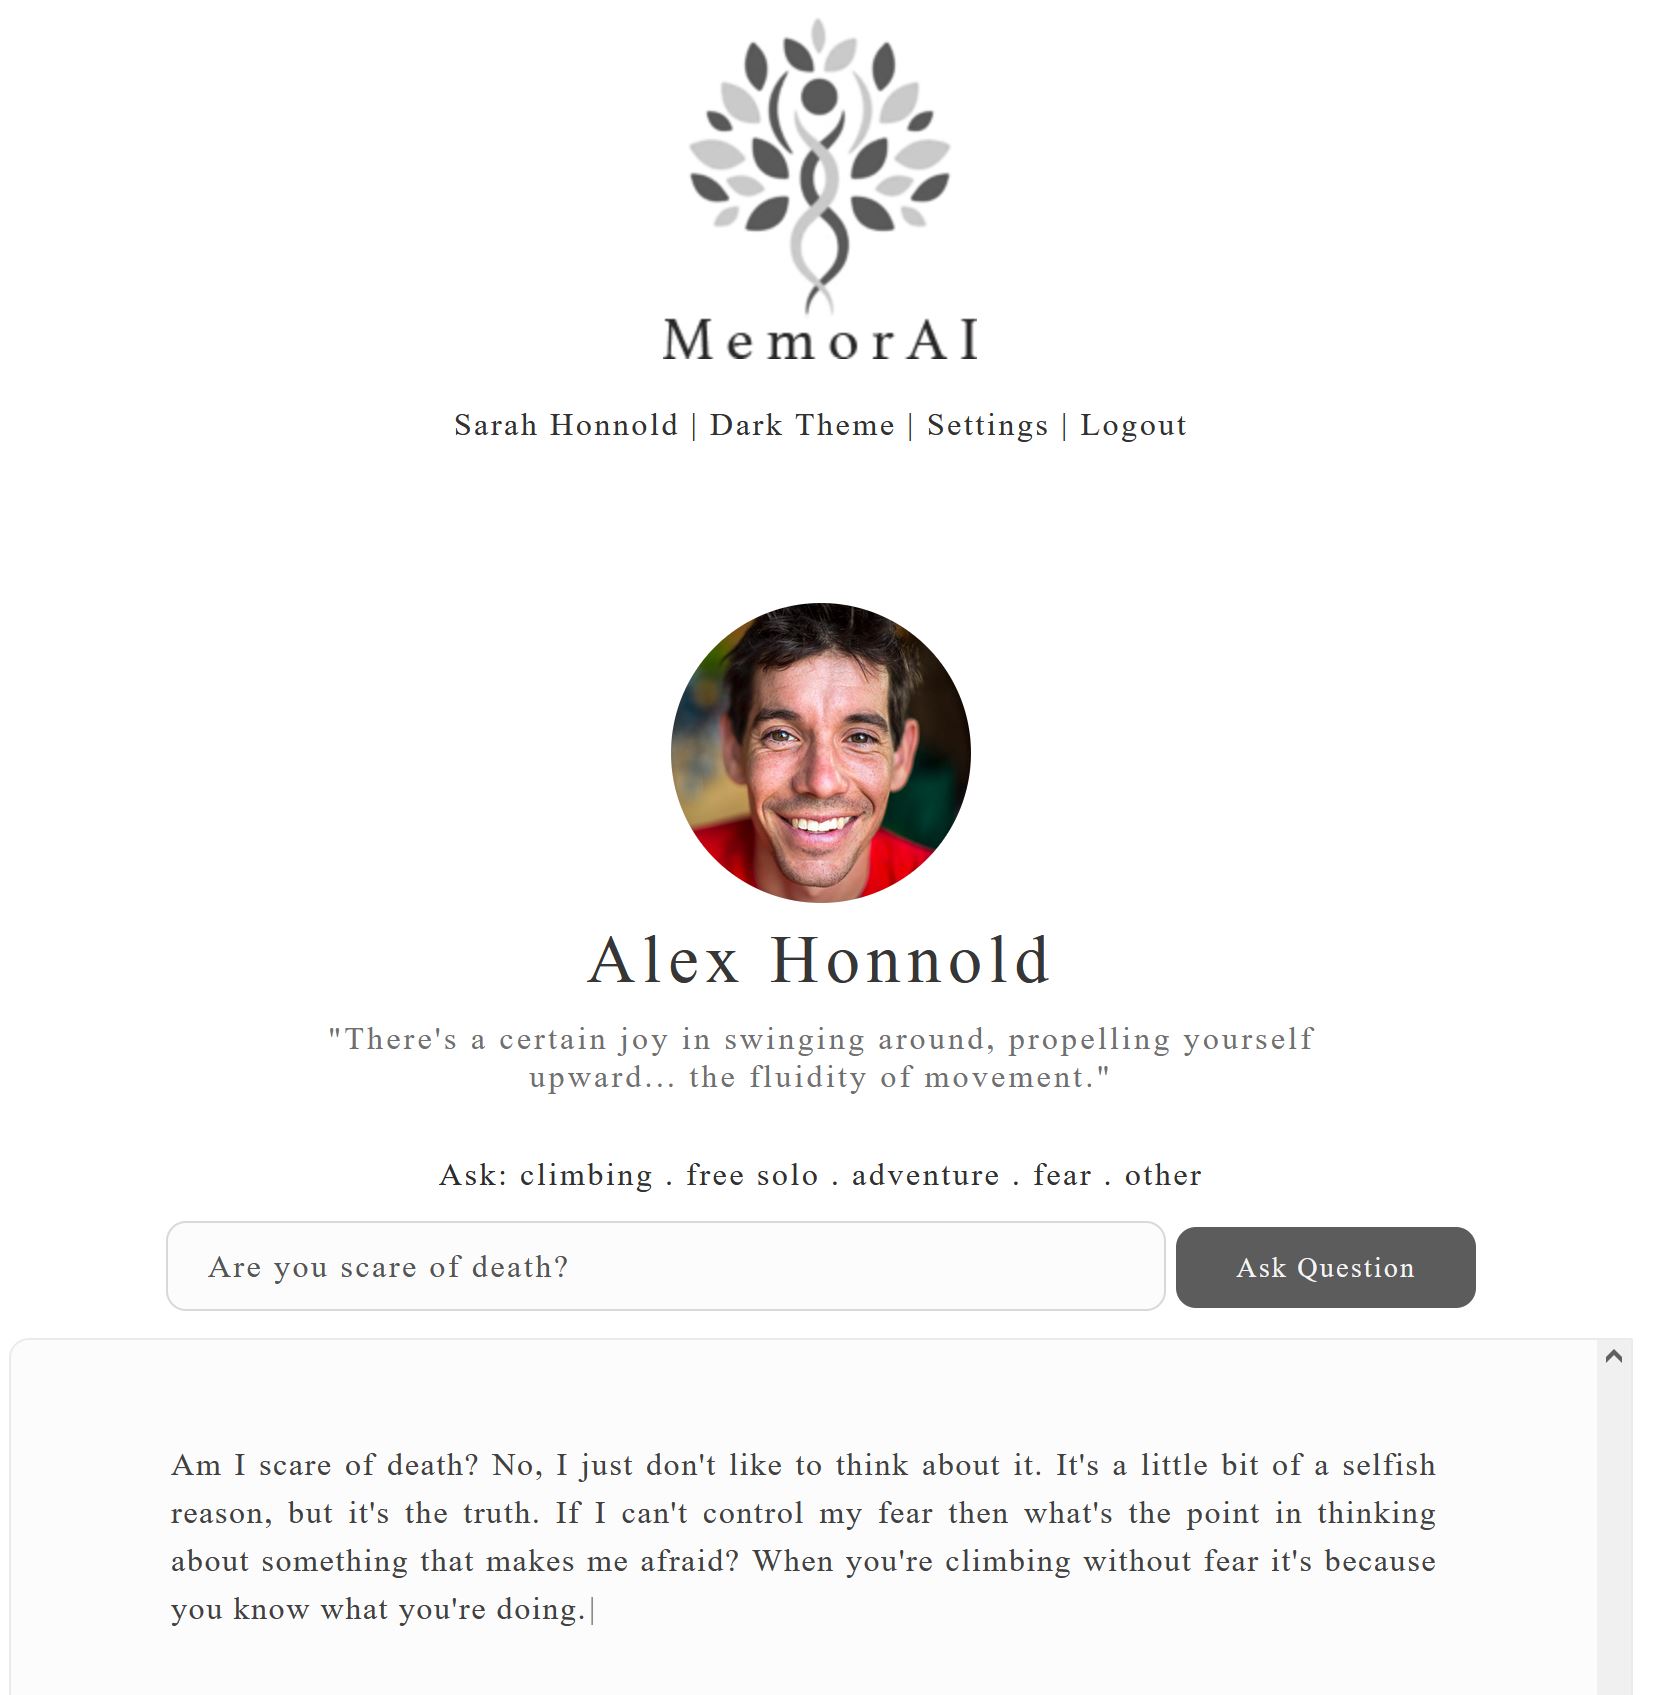 MemorAI
Sarah Honnold | Dark Theme | Settings | Logout
Alex Honnold
"There's a certain joy in swinging around, propelling yourself
upward... the fluidity of movement."
Ask: climbing . free solo . adventure . fear . other
Are you scare of death?
Ask Question
Am I scare of death? No, I just don't like to think about it. It's a little bit of a selfish
reason, but it's the truth. If I can't control my fear then what's the point in thinking
about something that makes me afraid? When you're climbing without fear it's because
you know what you're doing.